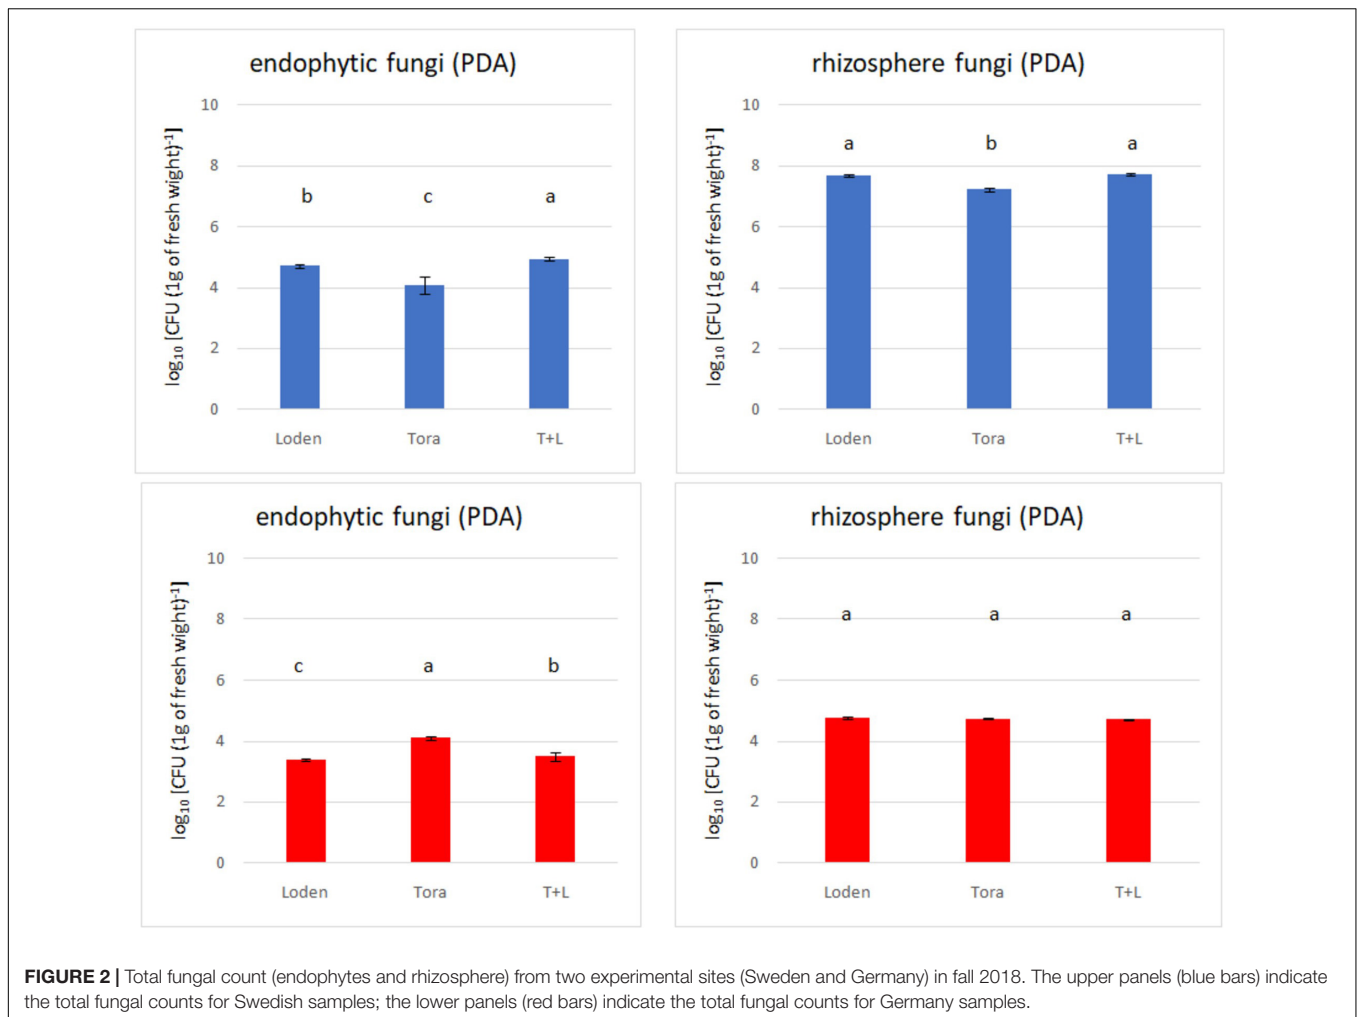 endophytic fungi (PDA)
log₁₀ [CFU (1g of fresh wight)⁻¹]
10
8
6
4
2
0
b c a
Loden Tora T+L
rhizosphere fungi (PDA)
log₁₀ [CFU (1g of fresh wight)⁻¹]
10
8
6
4
2
0
a b a
Loden Tora T+L
endophytic fungi (PDA)
log₁₀ [CFU (1g of fresh wight)⁻¹]
10
8
6
4
2
0
c a b
Loden Tora T+L
rhizosphere fungi (PDA)
log₁₀ [CFU (1g of fresh wight)⁻¹]
10
8
6
4
2
0
a a a
Loden Tora T+L
FIGURE 2 | Total fungal count (endophytes and rhizosphere) from two experimental sites (Sweden and Germany) in fall 2018. The upper panels (blue bars) indicate
the total fungal counts for Swedish samples; the lower panels (red bars) indicate the total fungal counts for Germany samples.